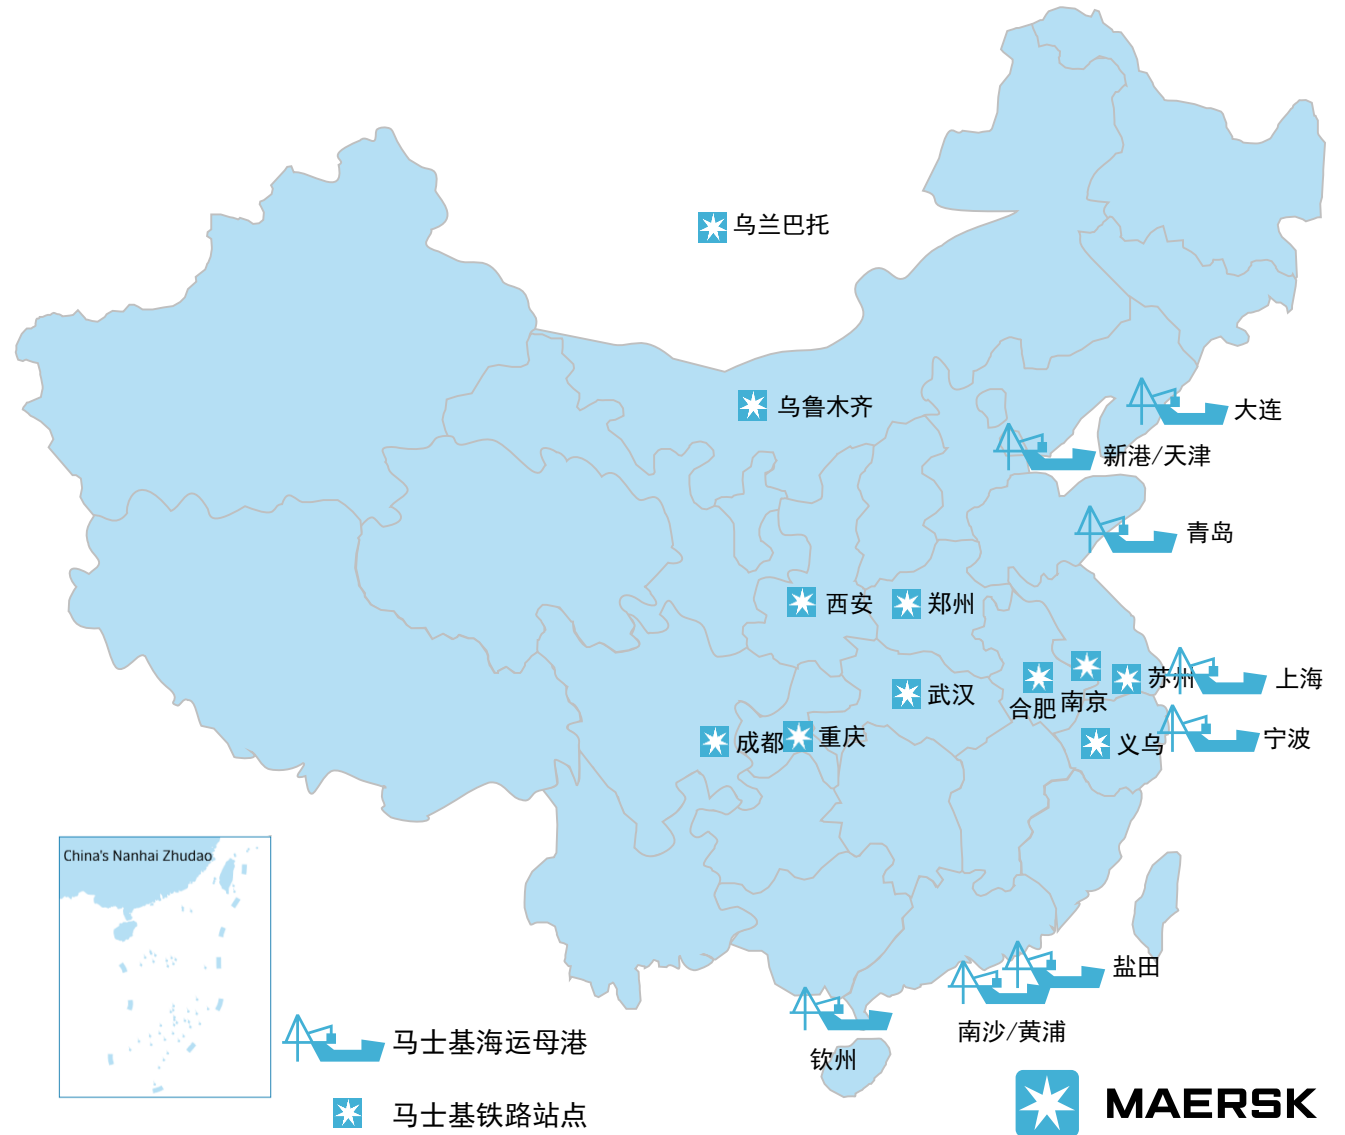 乌兰巴托
乌鲁木齐
大连
新港/天津
青岛
西安
郑州
苏州
上海
武汉
合肥
南京
成都
重庆
义乌
宁波
China's Nanhai Zhudao
盐田
南沙/黄浦
马士基海运母港
钦州
马士基铁路站点
MAERSK